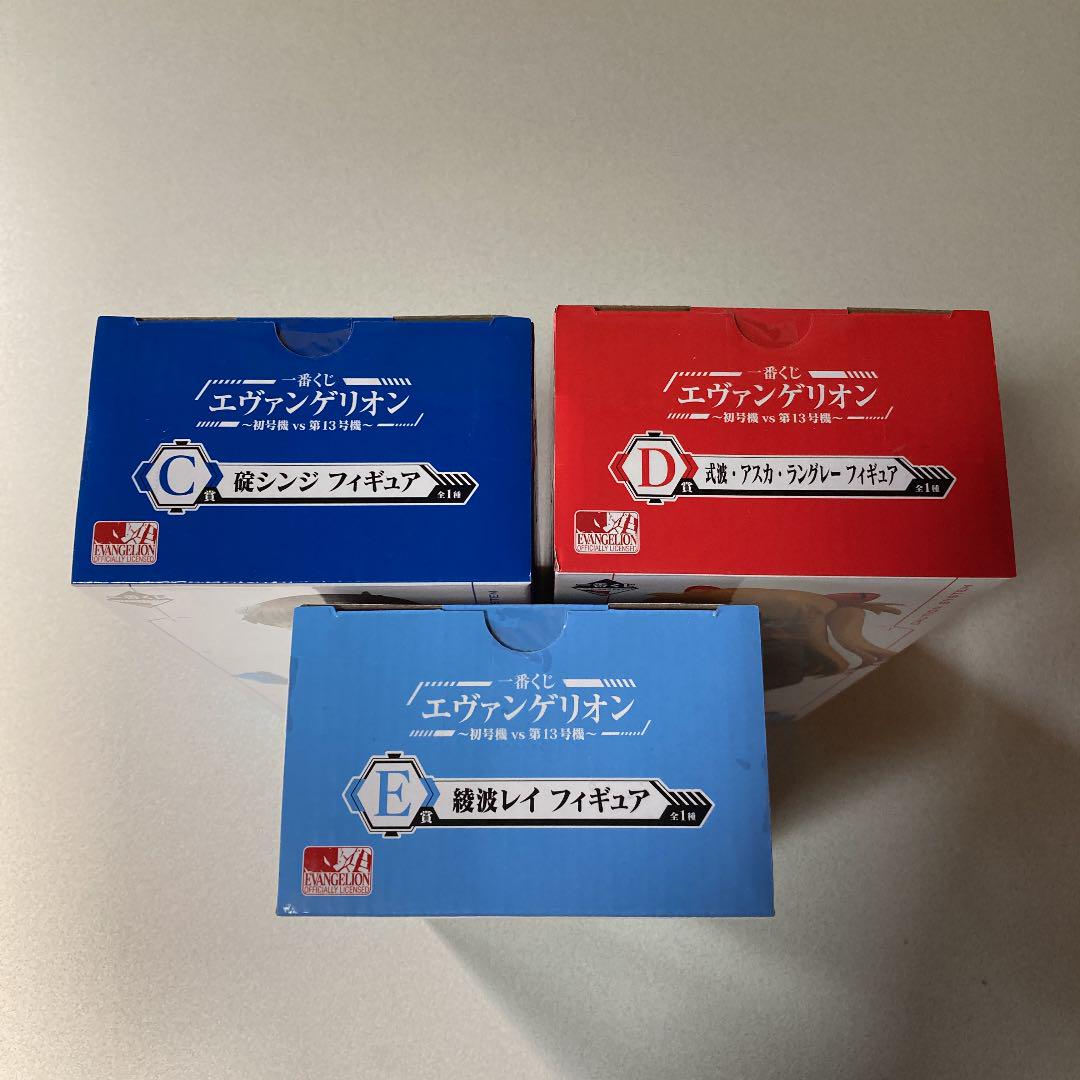 一番くじ
エヴァンゲリオン
～初号機 vs 第13号機～
C賞 碇シンジ フィギュア 全1種
EVANGELION
OFFICIALLY LICENSED
一番くじ
エヴァンゲリオン
～初号機 vs 第13号機～
D賞 式波・アスカ・ラングレー フィギュア 全1種
EVANGELION
OFFICIALLY LICENSED
一番くじ
エヴァンゲリオン
～初号機 vs 第13号機～
E賞 綾波レイ フィギュア 全1種
EVANGELION
OFFICIALLY LICENSED